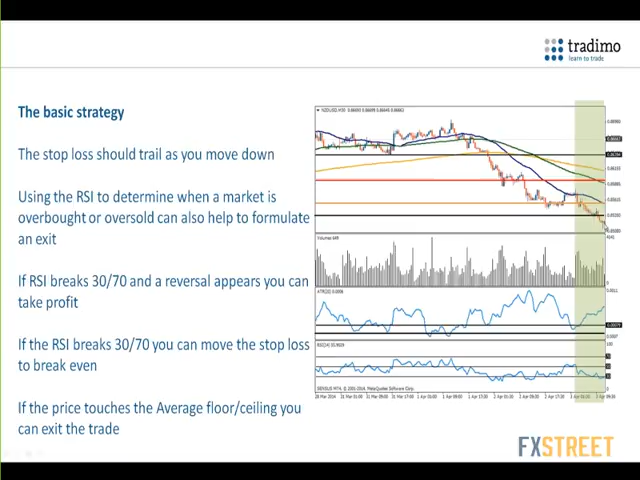 tradimo
learn to trade.
The basic strategy
The stop loss should trail as you move down
Using the RSI to determine when a market is
overbought or oversold can also help to formulate
an exit
If RSI breaks 30/70 and a reversal appears you can
take profit
If the RSI breaks 30/70 you can move the stop loss
to break even
If the price touches the Average floor/ceiling you
can exit the trade
Volumes
FXSTREET